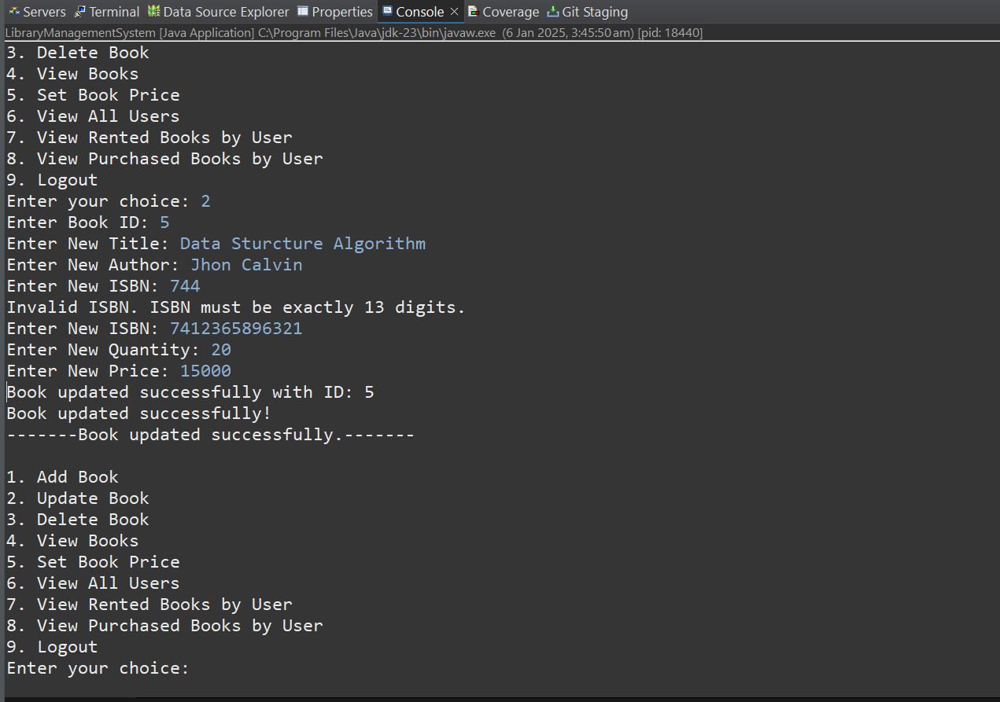 Servers Terminal Data Source Explorer Properties Console Coverage Git Staging
LibraryManagementSystem [Java Application] C:\Program Files\Java\jdk-23\bin\javaw.exe (6 Jan 2025, 3:45:50 am) [pid: 18440]
3. Delete Book
4. View Books
5. Set Book Price
6. View All Users
7. View Rented Books by User
8. View Purchased Books by User
9. Logout
Enter your choice: 2
Enter Book ID: 5
Enter New Title: Data Sturcture Algorithm
Enter New Author: Jhon Calvin
Enter New ISBN: 744
Invalid ISBN. ISBN must be exactly 13 digits.
Enter New ISBN: 7412365896321
Enter New Quantity: 20
Enter New Price: 15000
Book updated successfully with ID: 5
Book updated successfully!
-------Book updated successfully.-------
1. Add Book
2. Update Book
3. Delete Book
4. View Books
5. Set Book Price
6. View All Users
7. View Rented Books by User
8. View Purchased Books by User
9. Logout
Enter your choice: